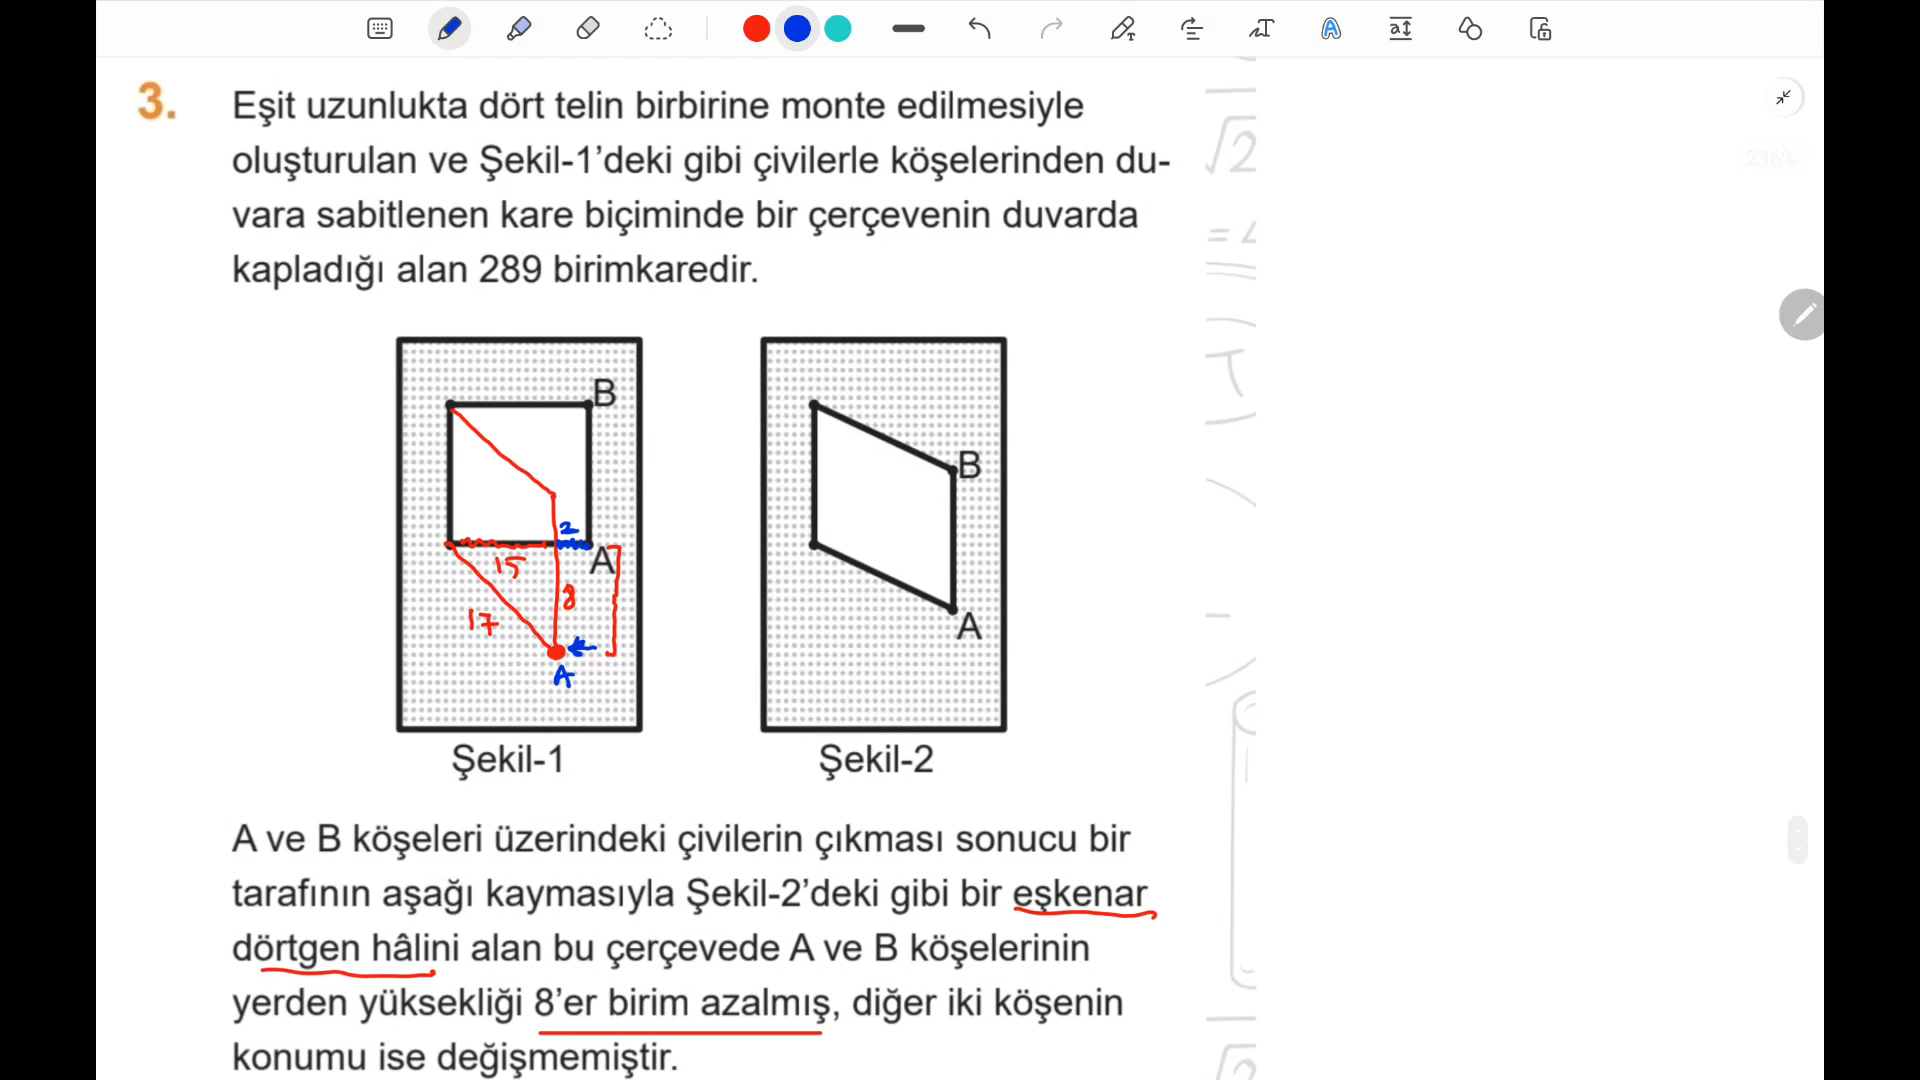 3.
Eşit uzunlukta dört telin birbirine monte edilmesiyle
oluşturulan ve Şekil-1’deki gibi çivilerle köşelerinden du-
vara sabitlenen kare biçiminde bir çerçevenin duvarda
kapladığı alan 289 birimkaredir.
236%
B
2
A
15
8
17
A
Şekil-1
B
A
Şekil-2
A ve B köşeleri üzerindeki çivilerin çıkması sonucu bir
tarafının aşağı kaymasıyla Şekil-2’deki gibi bir eşkenar
dörtgen hâlini alan bu çerçevede A ve B köşelerinin
yerden yüksekliği 8’er birim azalmış, diğer iki köşenin
konumu ise değişmemiştir.
√2